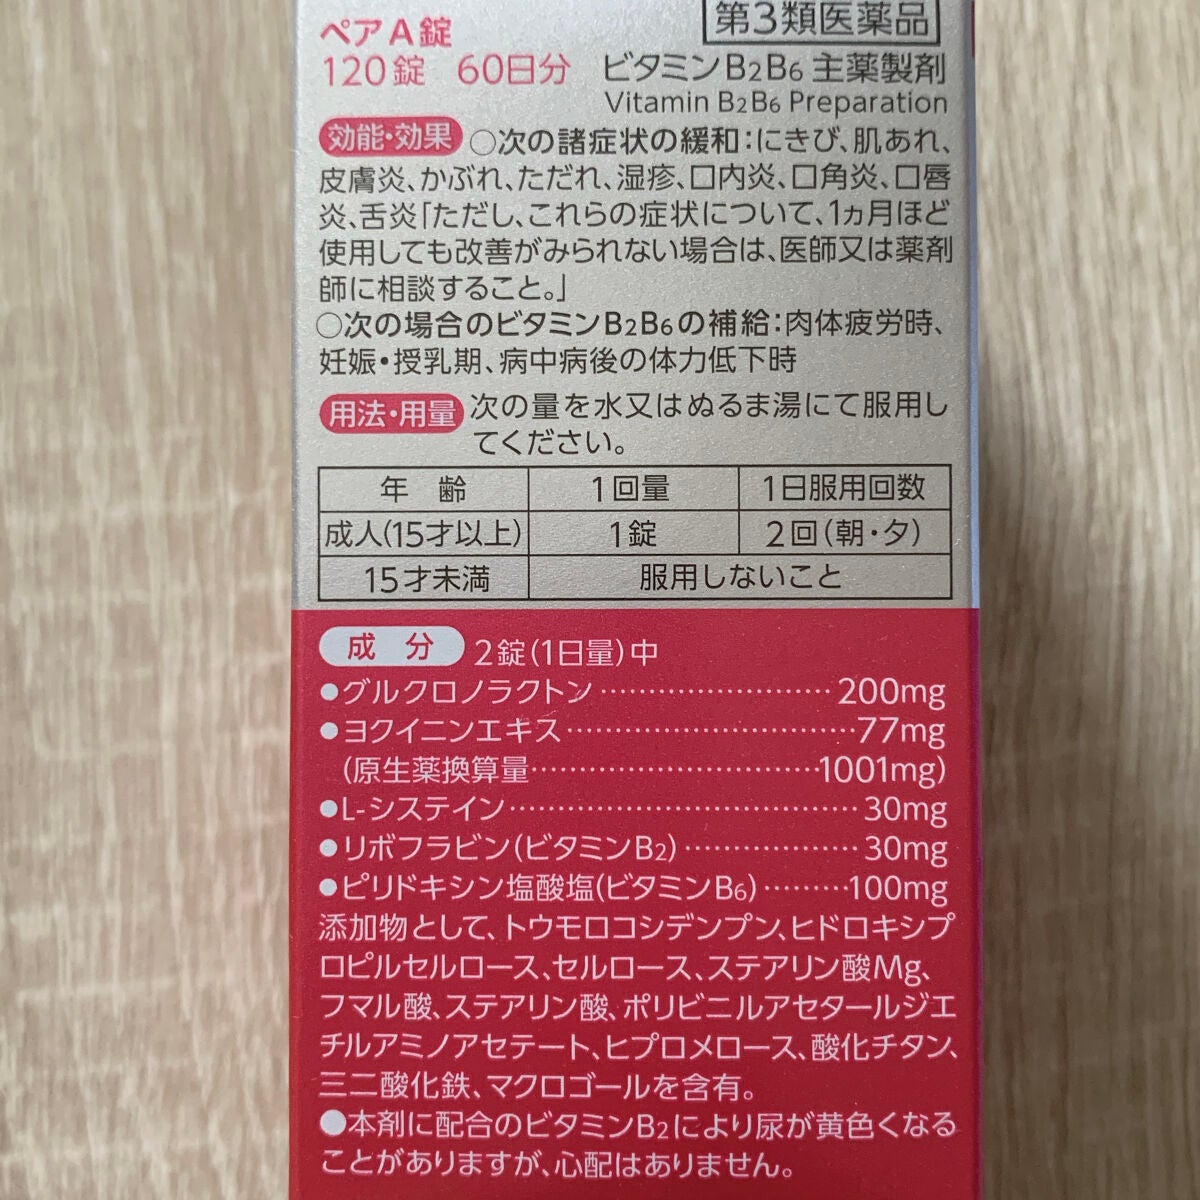 ペアA錠
第3類医薬品
120錠 60日分 ビタミンB2B6 主薬製剤
Vitamin B2B6 Preparation
効能・効果 ○次の諸症状の緩和:にきび、肌あれ、
皮膚炎、かぶれ、ただれ、湿疹、口内炎、口角炎、口唇
炎、舌炎「ただし、これらの症状について、1ヵ月ほど
使用しても改善がみられない場合は、医師又は薬剤
師に相談すること。」
○次の場合のビタミンB2B6の補給:肉体疲労時、
妊娠・授乳期、病中病後の体力低下時
用法・用量 次の量を水又はぬるま湯にて服用し
てください。
年 齢 1回量 1日服用回数
成人(15才以上) 1錠 2回(朝・夕)
15才未満 服用しないこと
成 分 2錠(1日量)中
●グルクロノラクトン…………………… 200mg
●ヨクイニンエキス…………………………77mg
(原生薬換算量…………………………1001mg)
●L-システイン……………………………… 30mg
●リボフラビン(ビタミンB2)……………… 30mg
●ピリドキシン塩酸塩(ビタミンB6)………100mg
添加物として、トウモロコシデンプン、ヒドロキシプ
ロピルセルロース、セルロース、ステアリン酸Mg、
フマル酸、ステアリン酸、ポリビニルアセタールジエ
チルアミノアセテート、ヒプロメロース、酸化チタン、
三二酸化鉄、マクロゴールを含有。
●本剤に配合のビタミンB2により尿が黄色くなる
ことがありますが、心配はありません。